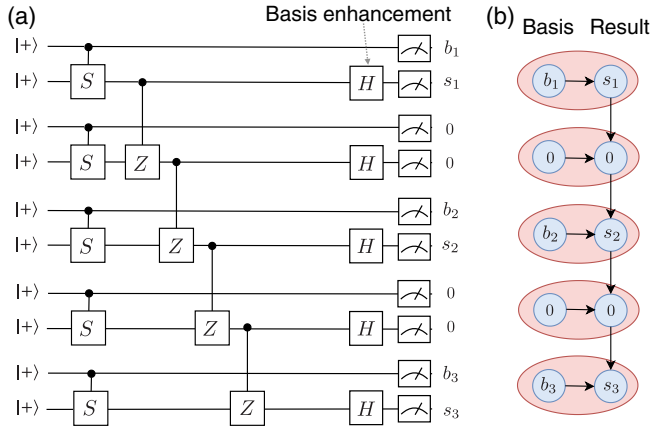 (a)
Basis enhancement
|+⟩ b₁
|+⟩ S H s₁
|+⟩ 0
|+⟩ S Z H 0
|+⟩ b₂
|+⟩ S Z H s₂
|+⟩ 0
|+⟩ S Z H 0
|+⟩ b₃
|+⟩ S Z H s₃
(b)
Basis Result
b₁ s₁
0 0
b₂ s₂
0 0
b₃ s₃